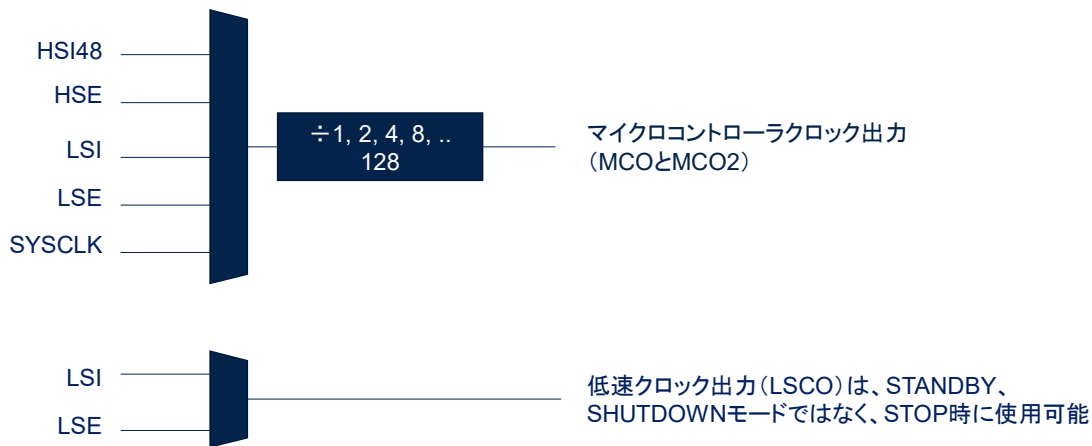 HSI48
HSE
LSI
LSE
SYSCLK
÷1, 2, 4, 8, ..
128
マイクロコントローラクロック出力
（MCOとMCO2）
LSI
LSE
低速クロック出力（LSCO）は、STANDBY、
SHUTDOWNモードではなく、STOP時に使用可能